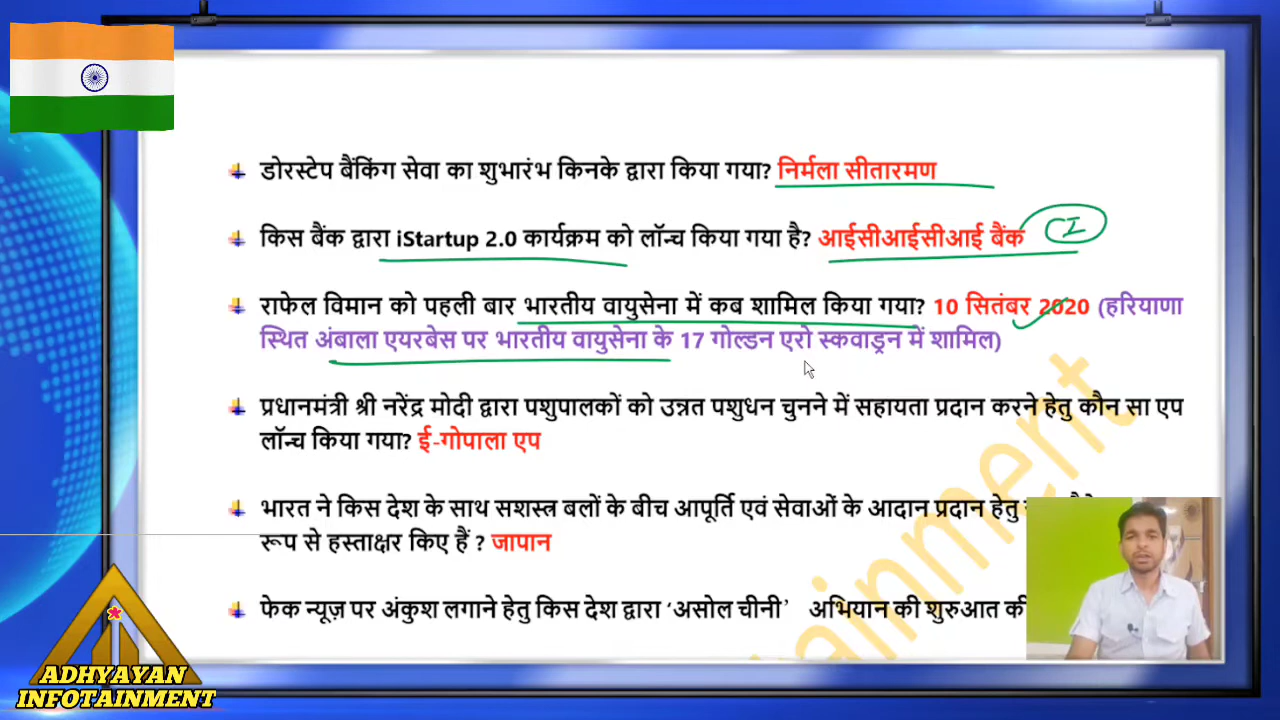 डोरस्टेप बैंकिंग सेवा का शुभारंभ किनके द्वारा किया गया? निर्मला सीतारमण
किस बैंक द्वारा iStartup 2.0 कार्यक्रम को लॉन्च किया गया है? आईसीआईसीआई बैंक
राफेल विमान को पहली बार भारतीय वायुसेना में कब शामिल किया गया? 10 सितंबर 2020 (हरियाणा
स्थित अंबाला एयरबेस पर भारतीय वायुसेना के 17 गोल्डन एरो स्कवाड्रन में शामिल)
प्रधानमंत्री श्री नरेंद्र मोदी द्वारा पशुपालकों को उन्नत पशुधन चुनने में सहायता प्रदान करने हेतु कौन सा एप
लॉन्च किया गया? ई-गोपाला एप
भारत ने किस देश के साथ सशस्त्र बलों के बीच आपूर्ति एवं सेवाओं के आदान प्रदान हेतु
रूप से हस्ताक्षर किए हैं ? जापान
फेक न्यूज़ पर अंकुश लगाने हेतु किस देश द्वारा ‘असोल चीनी’ अभियान की शुरुआत की
ADHYAYAN
INFOTAINMENT